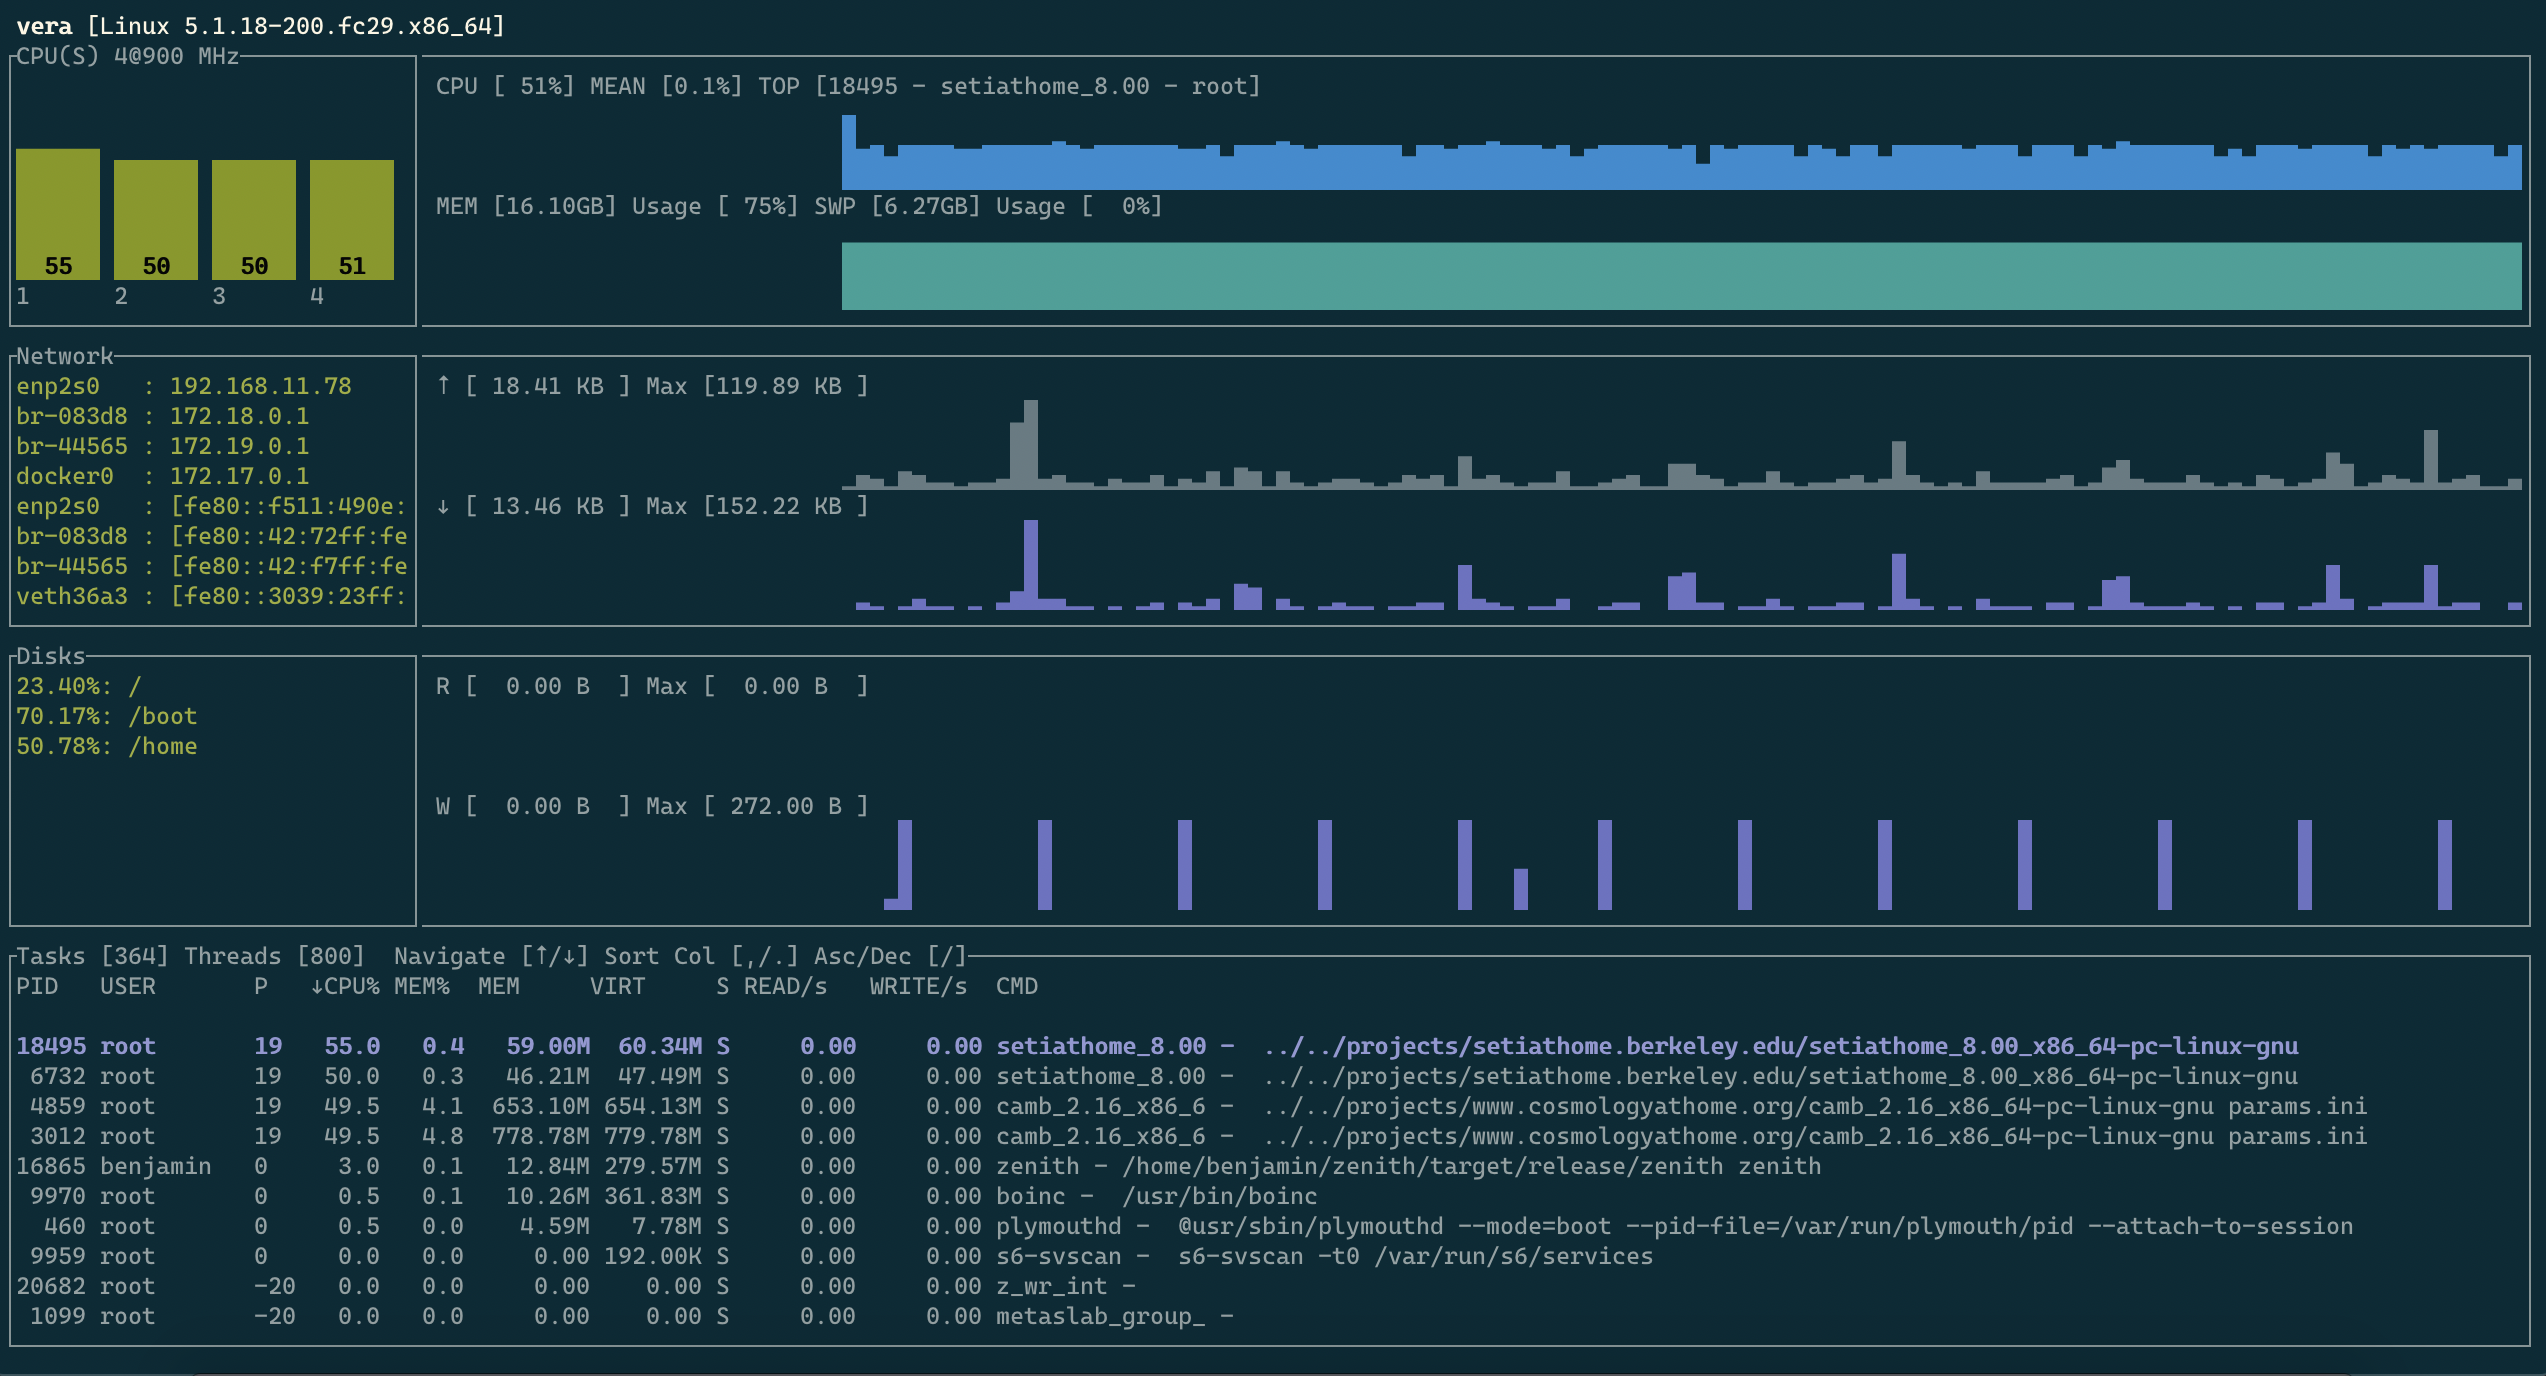 vera [Linux 5.1.18-200.fc29.x86_64]
CPU(S) 4@900 MHz
CPU [ 51%] MEAN [0.1%] TOP [18495 - setiathome_8.00 - root]
MEM [16.10GB] Usage [ 75%] SWP [6.27GB] Usage [  0%]
55 50 50 51
1 2 3 4
Network
enp2s0   : 192.168.11.78
br-083d8 : 172.18.0.1
br-44565 : 172.19.0.1
docker0  : 172.17.0.1
enp2s0   : [fe80::f511:490e:
br-083d8 : [fe80::42:72ff:fe
br-44565 : [fe80::42:f7ff:fe
veth36a3 : [fe80::3039:23ff:
↑ [ 18.41 KB ] Max [119.89 KB ]
↓ [ 13.46 KB ] Max [152.22 KB ]
Disks
23.40%: /
70.17%: /boot
50.78%: /home
R [  0.00 B  ] Max [  0.00 B  ]
W [  0.00 B  ] Max [ 272.00 B ]
Tasks [364] Threads [800]  Navigate [↑/↓] Sort Col [,/.] Asc/Dec [/]
PID   USER       P   ↓CPU% MEM%  MEM     VIRT     S READ/s   WRITE/s  CMD
18495 root       19   55.0   0.4   59.00M  60.34M S     0.00     0.00 setiathome_8.00 -  ../../projects/setiathome.berkeley.edu/setiathome_8.00_x86_64-pc-linux-gnu
6732 root       19   50.0   0.3   46.21M  47.49M S     0.00     0.00 setiathome_8.00 -  ../../projects/setiathome.berkeley.edu/setiathome_8.00_x86_64-pc-linux-gnu
4859 root       19   49.5   4.1  653.10M 654.13M S     0.00     0.00 camb_2.16_x86_6 -  ../../projects/www.cosmologyathome.org/camb_2.16_x86_64-pc-linux-gnu params.ini
3012 root       19   49.5   4.8  778.78M 779.78M S     0.00     0.00 camb_2.16_x86_6 -  ../../projects/www.cosmologyathome.org/camb_2.16_x86_64-pc-linux-gnu params.ini
16865 benjamin   0     3.0   0.1   12.84M 279.57M S     0.00     0.00 zenith - /home/benjamin/zenith/target/release/zenith zenith
9970 root       0     0.5   0.1   10.26M 361.83M S     0.00     0.00 boinc -  /usr/bin/boinc
460 root       0     0.5   0.0    4.59M   7.78M S     0.00     0.00 plymouthd -  @usr/sbin/plymouthd --mode=boot --pid-file=/var/run/plymouth/pid --attach-to-session
9959 root       0     0.0   0.0     0.00 192.00K S     0.00     0.00 s6-svscan -  s6-svscan -t0 /var/run/s6/services
20682 root       -20   0.0   0.0     0.00    0.00 S     0.00     0.00 z_wr_int -
1099 root       -20   0.0   0.0     0.00    0.00 S     0.00     0.00 metaslab_group_ -